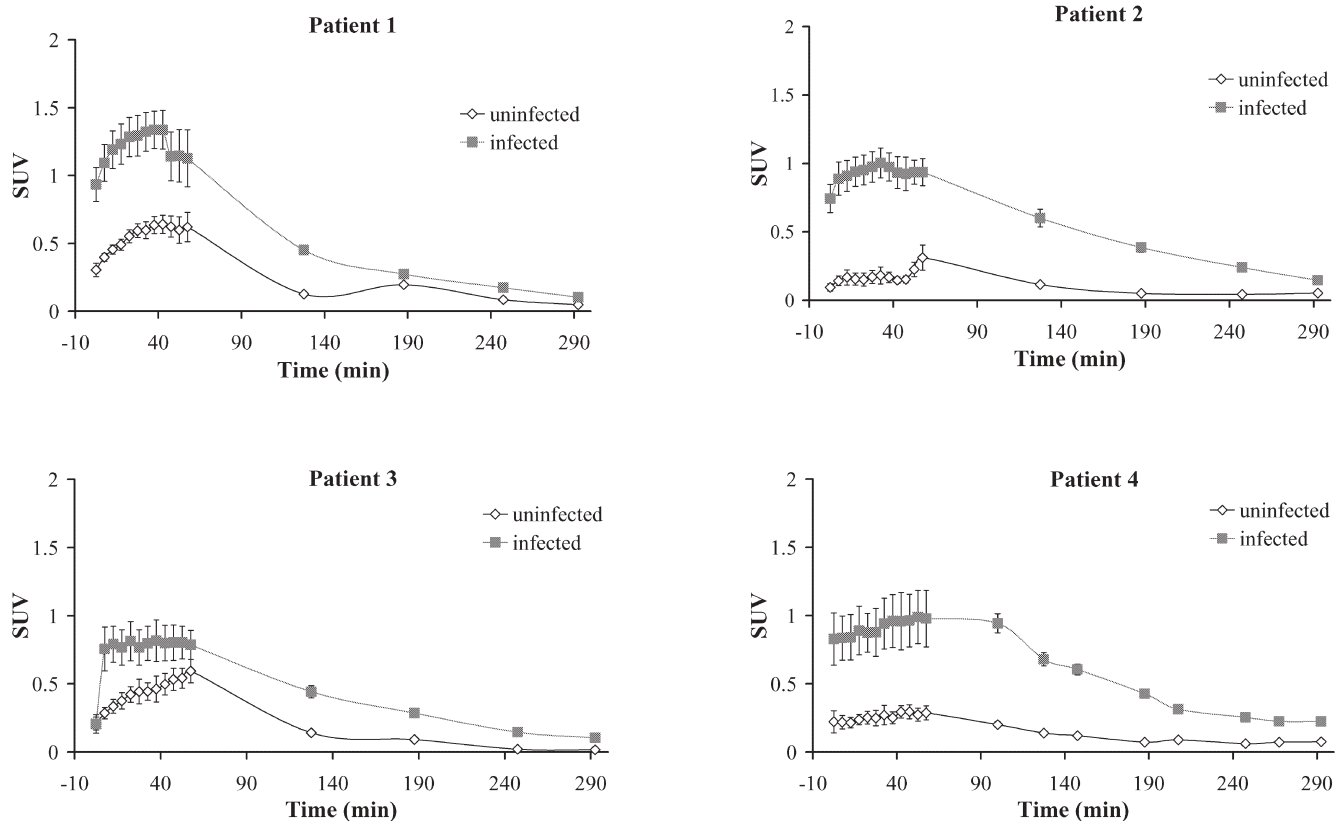 Patient 1
2
1.5
1
0.5
0
SUV
uninfected
infected
-10 40 90 140 190 240 290
Time (min)
Patient 2
2
1.5
1
0.5
0
SUV
uninfected
infected
-10 40 90 140 190 240 290
Time (min)
Patient 3
2
1.5
1
0.5
0
SUV
uninfected
infected
-10 40 90 140 190 240 290
Time (min)
Patient 4
2
1.5
1
0.5
0
SUV
uninfected
infected
-10 40 90 140 190 240 290
Time (min)